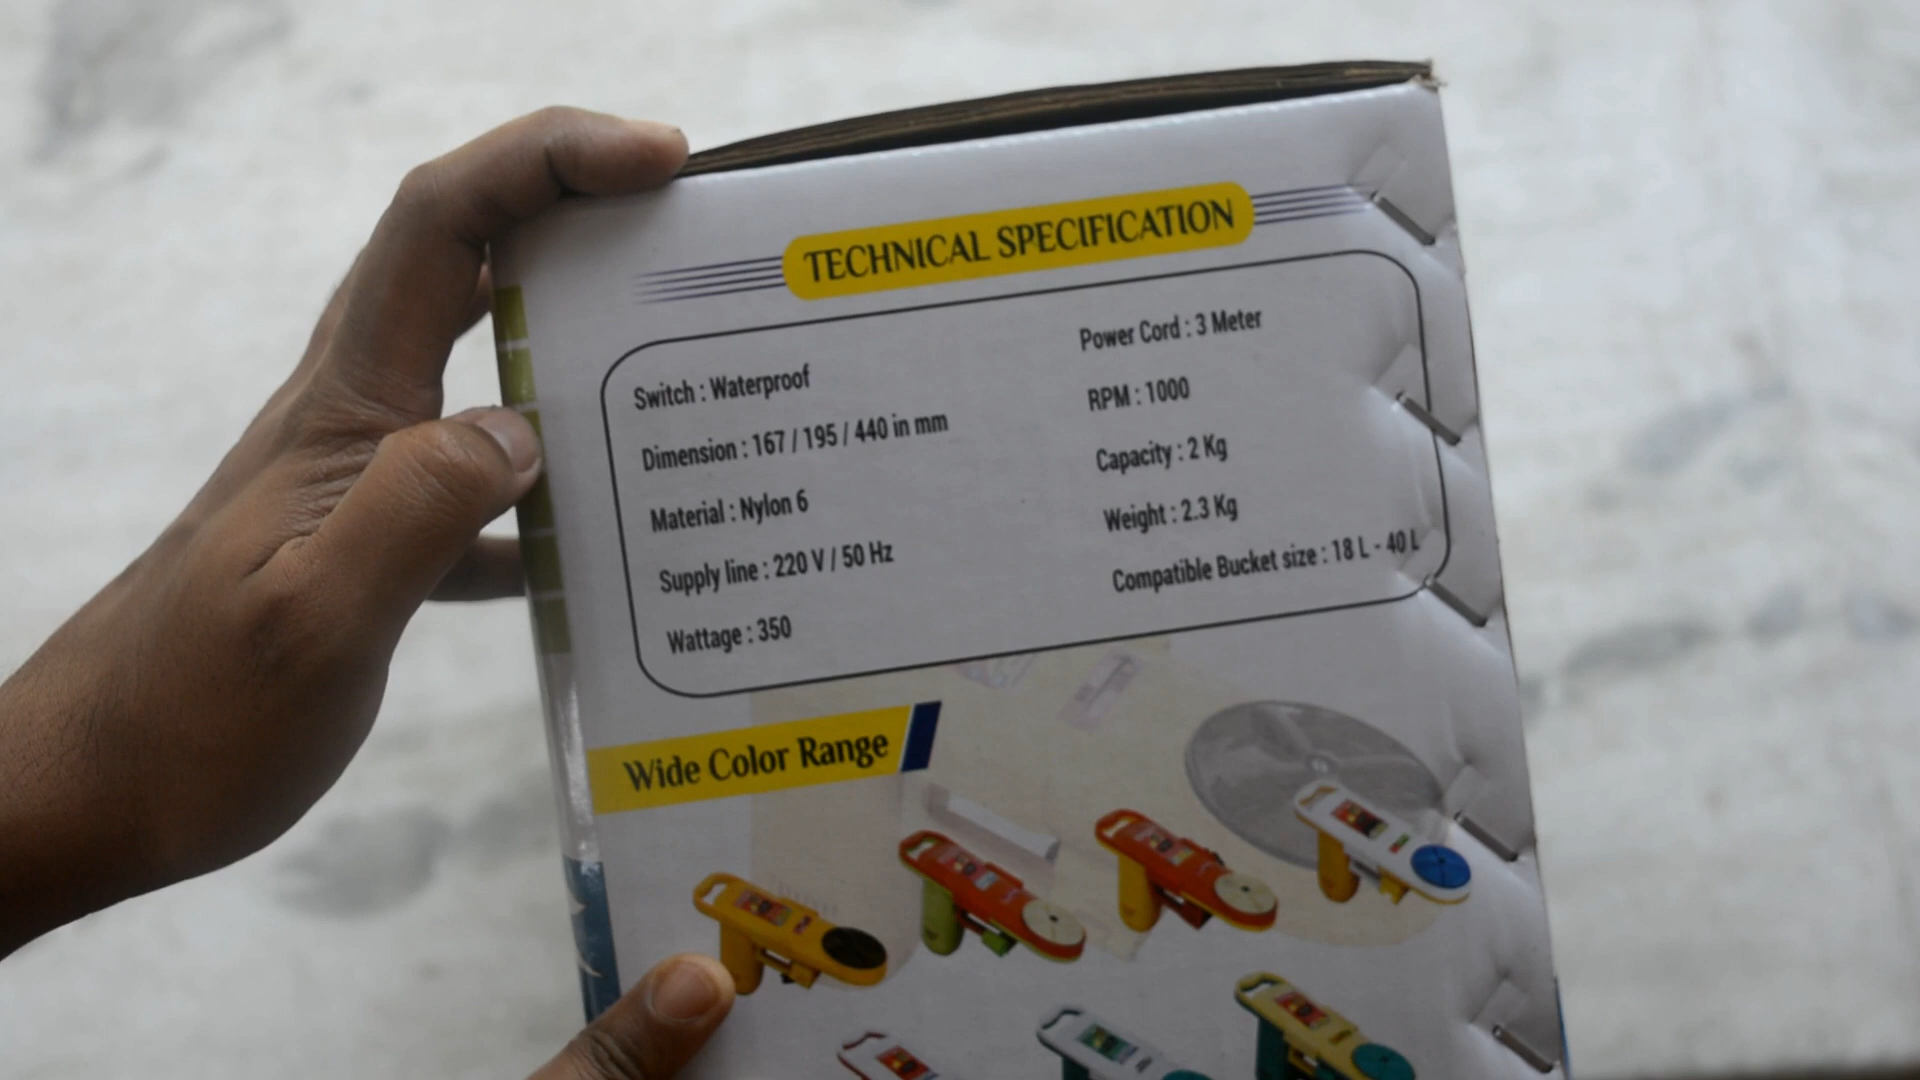 TECHNICAL SPECIFICATION
Switch : Waterproof
Dimension : 167 / 195 / 440 in mm
Material : Nylon 6
Supply line : 220 V / 50 Hz
Wattage : 350
Power Cord : 3 Meter
RPM : 1000
Capacity : 2 Kg
Weight : 2.3 Kg
Compatible Bucket size : 18 L - 40 L
Wide Color Range